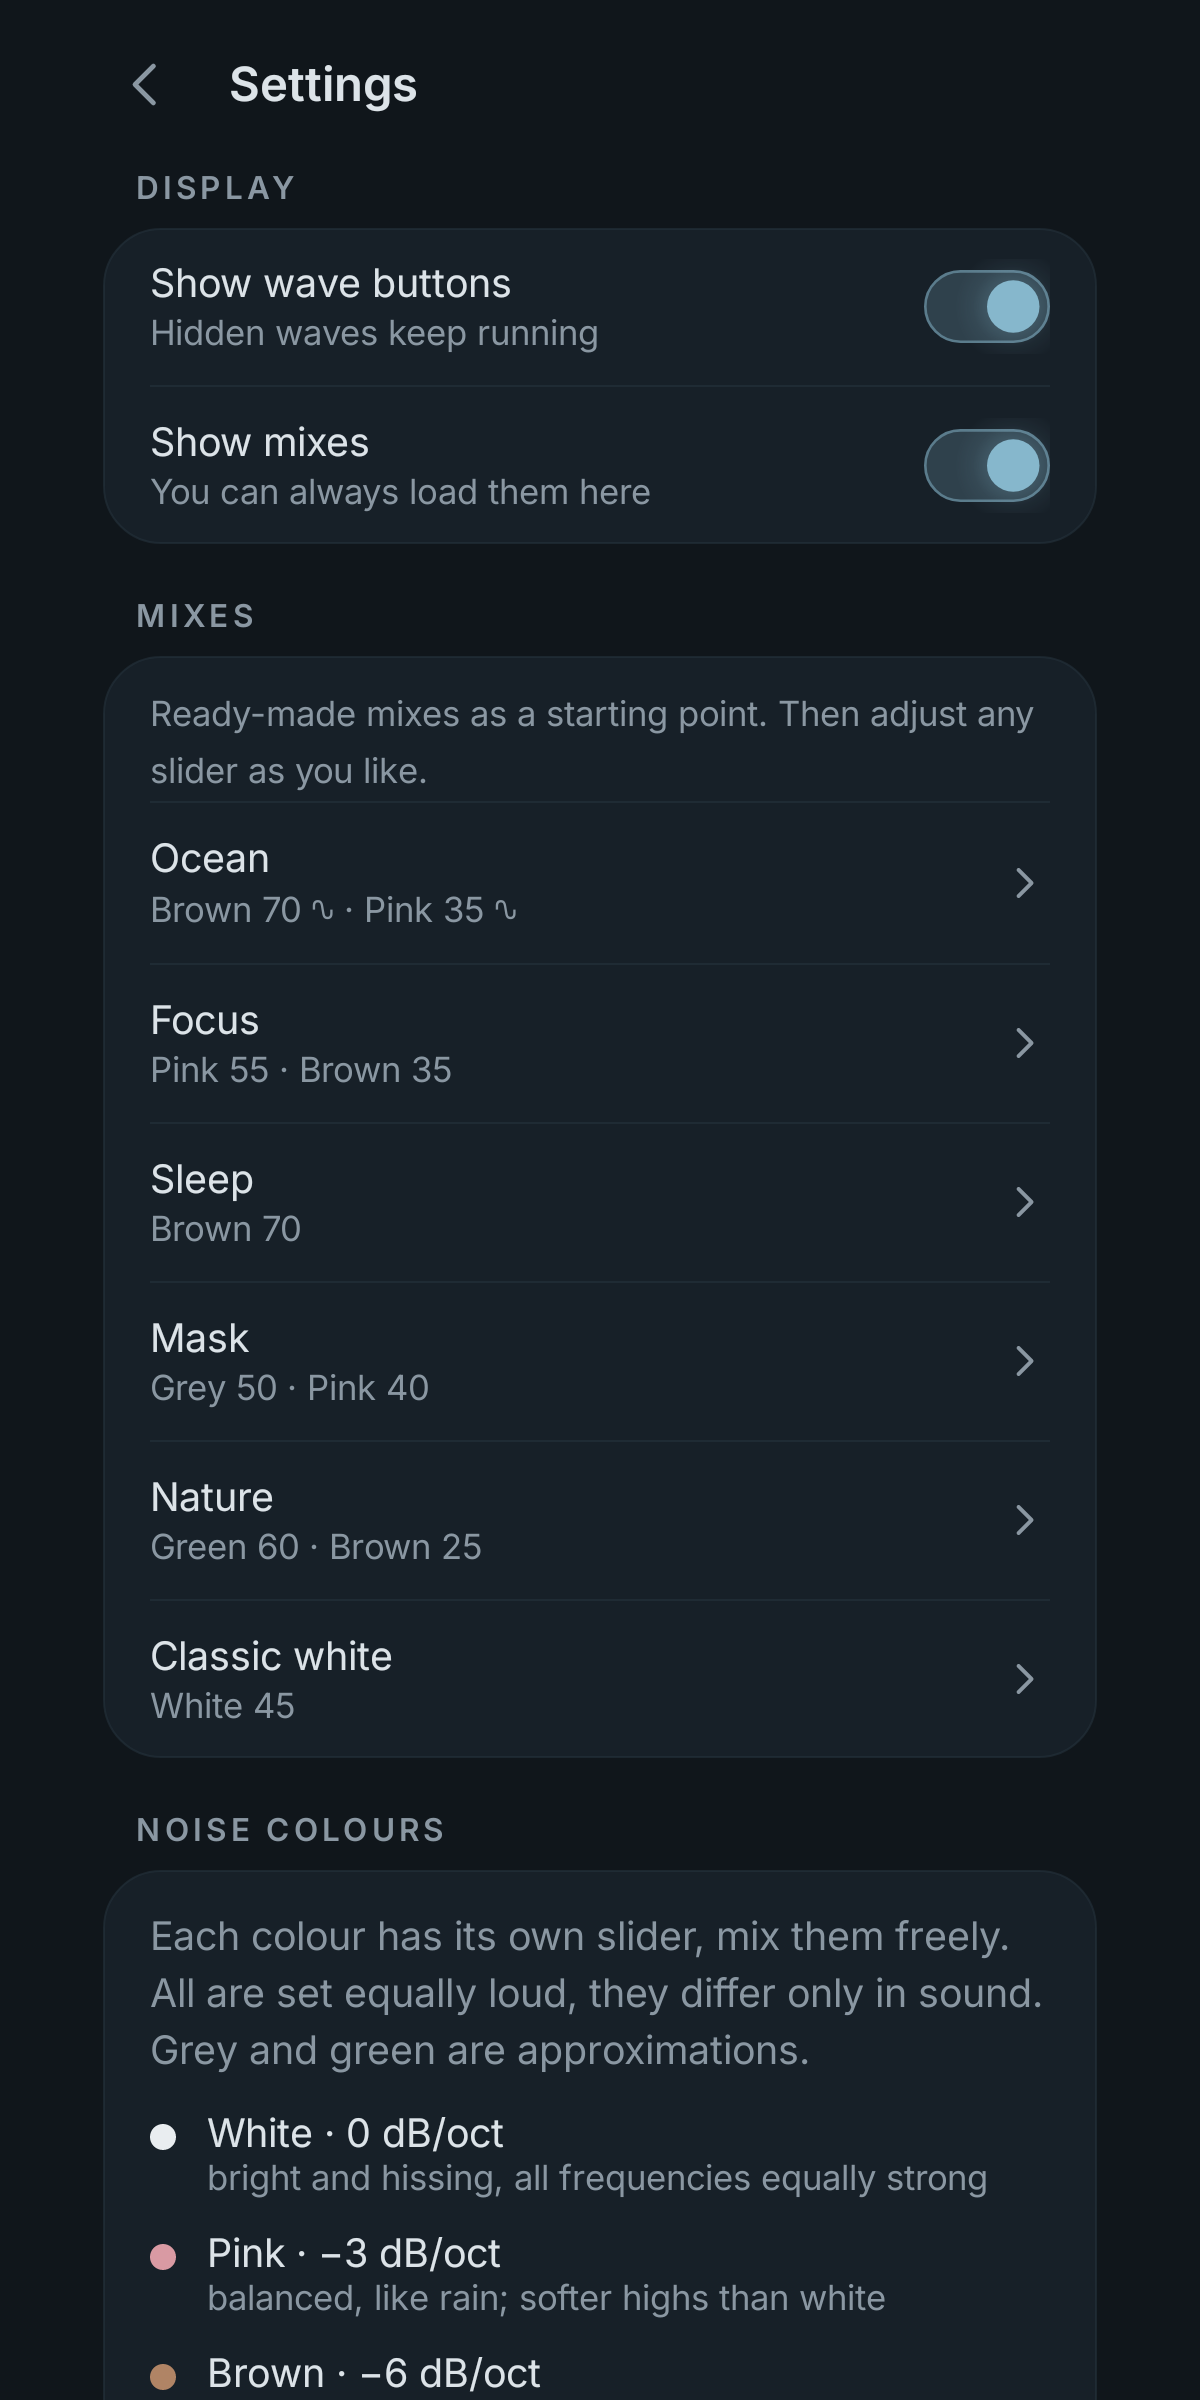 Settings
DISPLAY
Show wave buttons
Hidden waves keep running
Show mixes
You can always load them here
MIXES
Ready-made mixes as a starting point. Then adjust any
slider as you like.
Ocean
Brown 70 ∿ · Pink 35 ∿
Focus
Pink 55 · Brown 35
Sleep
Brown 70
Mask
Grey 50 · Pink 40
Nature
Green 60 · Brown 25
Classic white
White 45
NOISE COLOURS
Each colour has its own slider, mix them freely.
All are set equally loud, they differ only in sound.
Grey and green are approximations.
White · 0 dB/oct
bright and hissing, all frequencies equally strong
Pink · −3 dB/oct
balanced, like rain; softer highs than white
Brown · −6 dB/oct